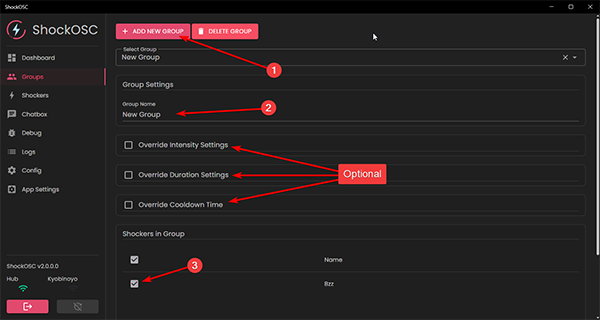 ShockOSC
ShockOSC
ADD NEW GROUP
DELETE GROUP
1
Select Group
New Group
Dashboard
Groups
Shockers
Chatbox
Debug
Logs
Config
App Settings
Group Settings
Group Name
New Group
2
Override Intensity Settings
Override Duration Settings
Override Cooldown Time
Optional
Shockers in Group
Name
3
Bzz
ShockOSC v2.0.0.0
Hub Kyobinoyo